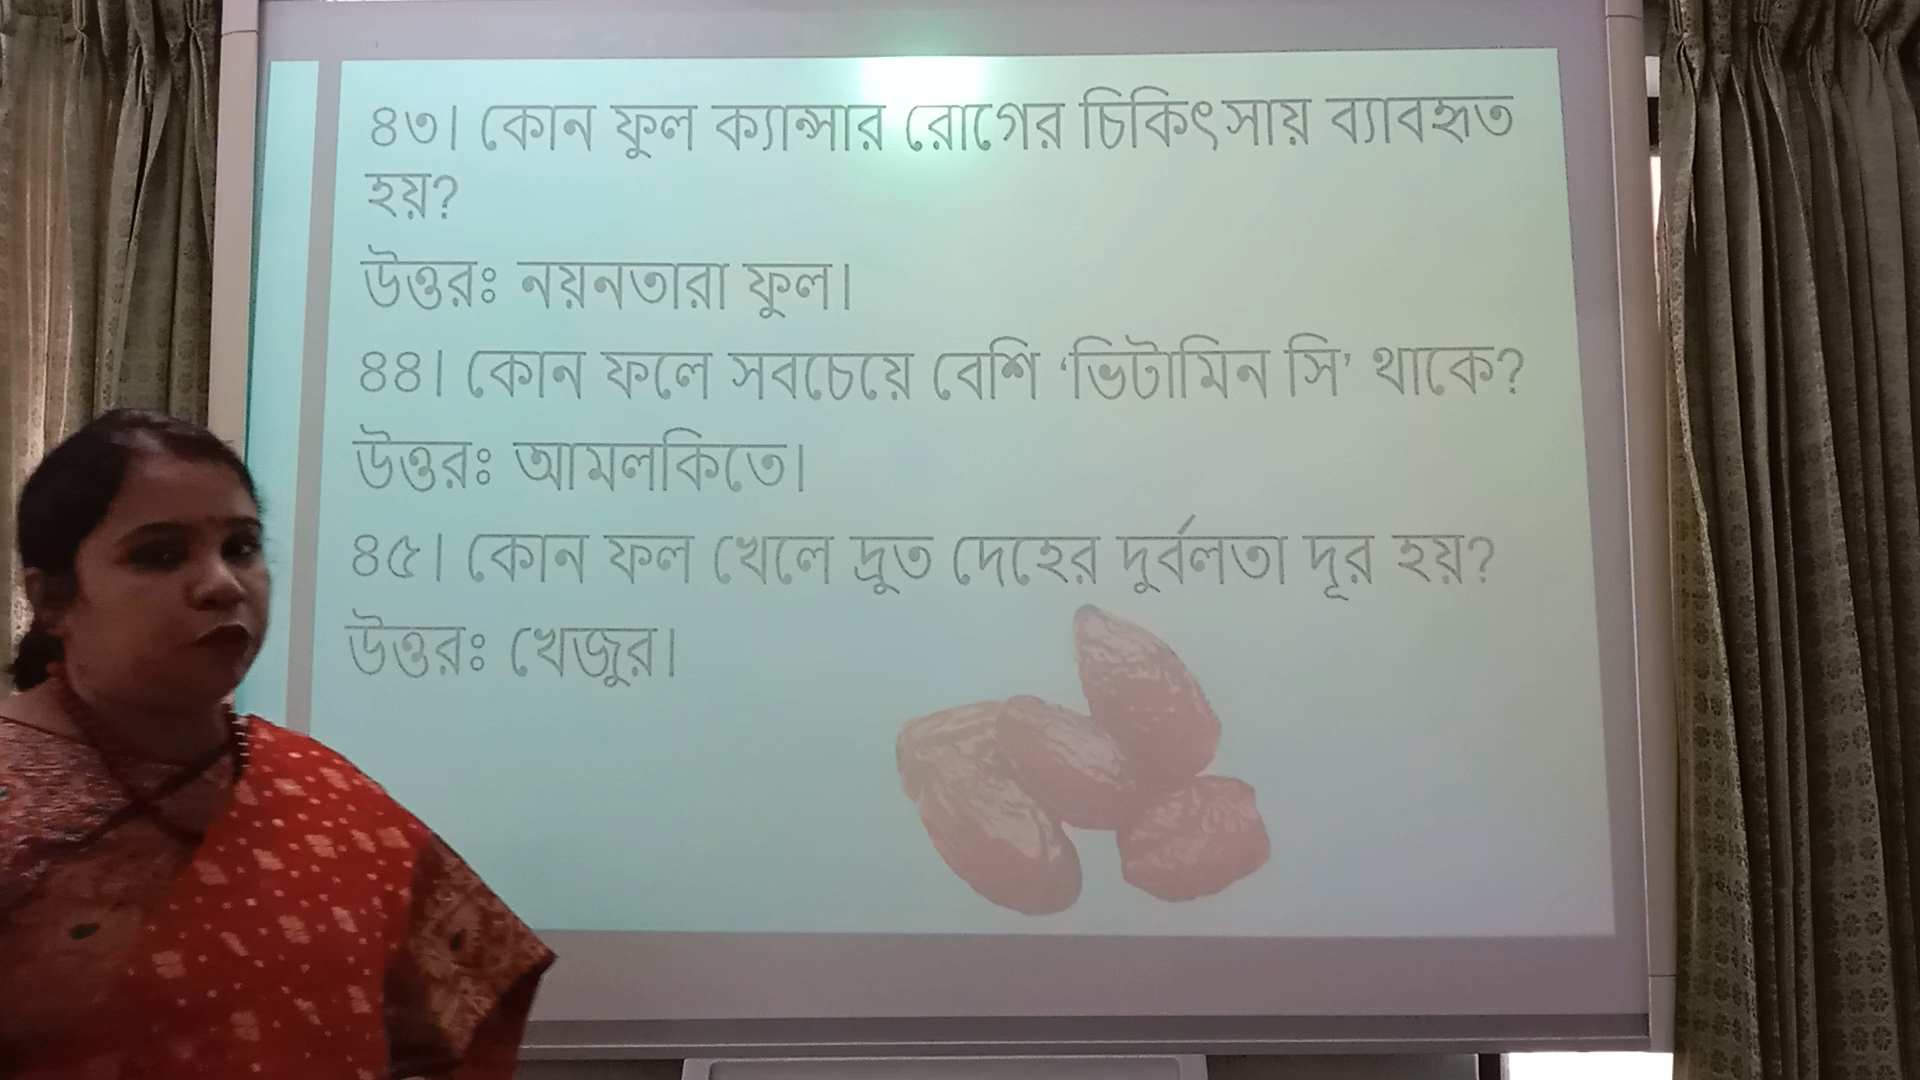 ৪৩। কোন ফুল ক্যান্সার রোগের চিকিৎসায় ব্যাবহৃত
হয়?
উত্তরঃ নয়নতারা ফুল।
৪৪। কোন ফলে সবচেয়ে বেশি ‘ভিটামিন সি’ থাকে?
উত্তরঃ আমলকিতে।
৪৫। কোন ফল খেলে দ্রুত দেহের দুর্বলতা দূর হয়?
উত্তরঃ খেজুর।